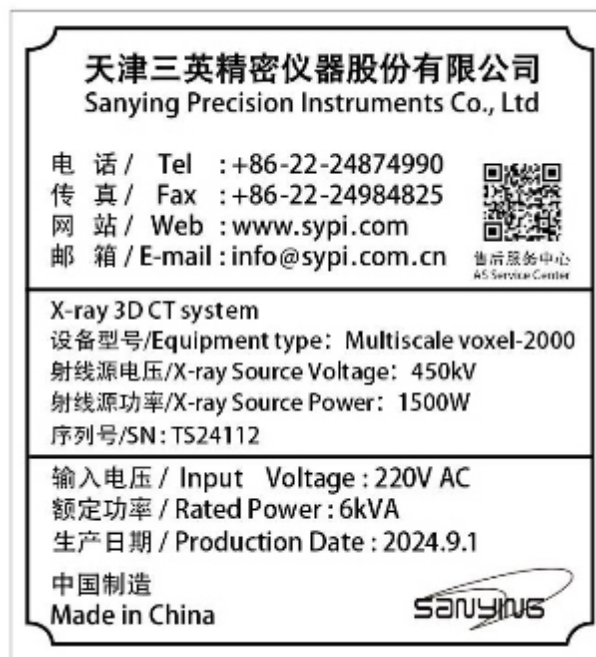 天津三英精密仪器股份有限公司
Sanying Precision Instruments Co., Ltd
电 话 / Tel : +86-22-24874990
传 真 / Fax : +86-22-24984825
网 站 / Web : www.sypi.com
邮 箱 / E-mail : info@sypi.com.cn
售后服务中心
AS Service Center
X-ray 3D CT system
设备型号/Equipment type: Multiscale voxel-2000
射线源电压/X-ray Source Voltage: 450kV
射线源功率/X-ray Source Power: 1500W
序列号/SN : TS24112
输入电压 / Input Voltage : 220V AC
额定功率 / Rated Power : 6kVA
生产日期 / Production Date : 2024.9.1
中国制造
Made in China
SANYING